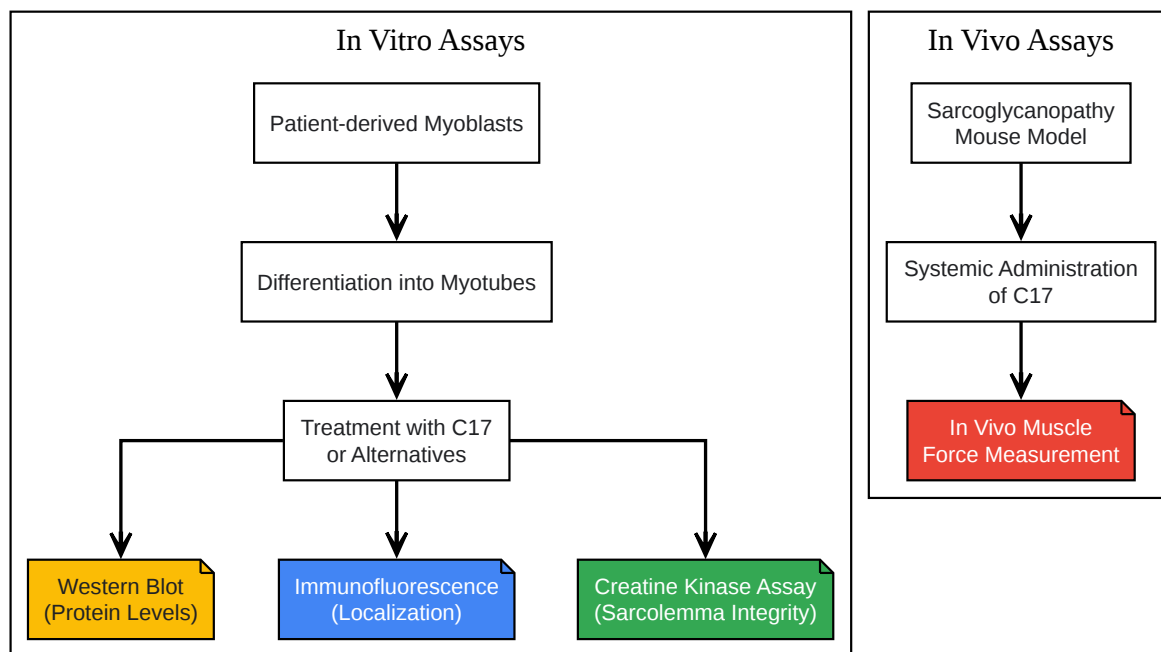 In Vitro Assays
Patient-derived Myoblasts
Differentiation into Myotubes
Treatment with C17
or Alternatives
Western Blot
(Protein Levels)
Immunofluorescence
(Localization)
Creatine Kinase Assay
(Sarcolemma Integrity)
In Vivo Assays
Sarcoglycanopathy
Mouse Model
Systemic Administration
of C17
In Vivo Muscle
Force Measurement